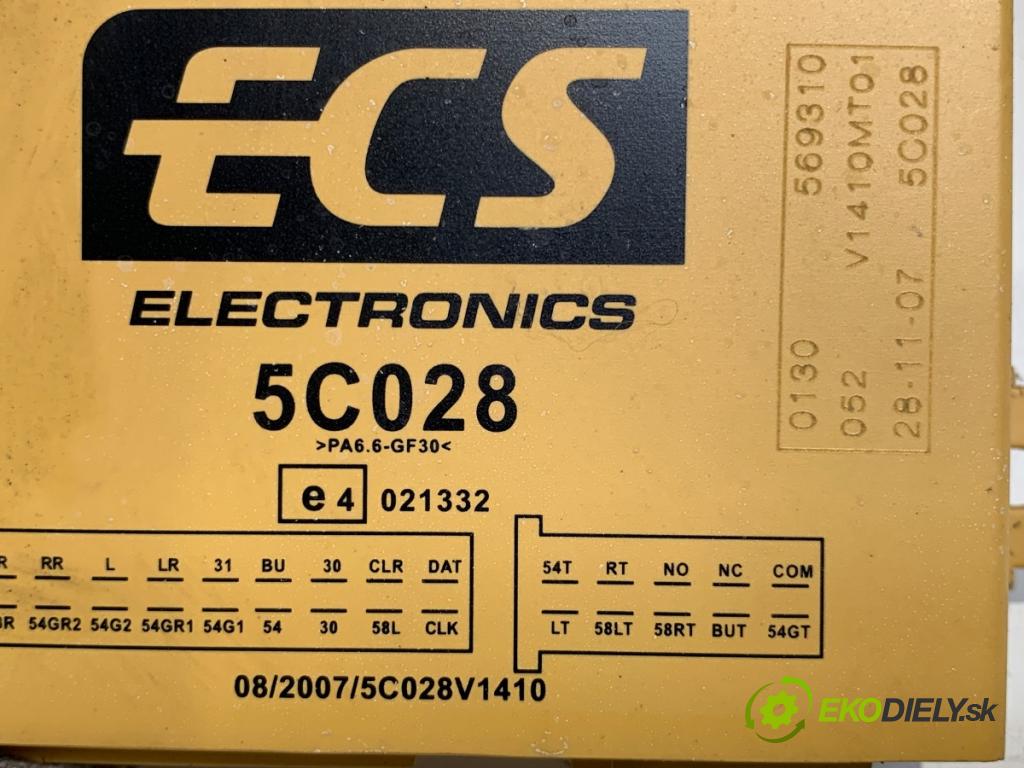 ECS
ELECTRONICS
5C028
>PA6.6-GF30<
e4 021332
RR L LR 31 BU 30 CLR DAT
54GR2 54G2 54GR1 54G1 54 30 58L CLK
54T RT NO NC COM
LT 58LT 58RT BUT 54GT
08/2007/5C028V1410
0130 569310
052 V1410MT01
28-11-07 5C028
EKODIELY.sk